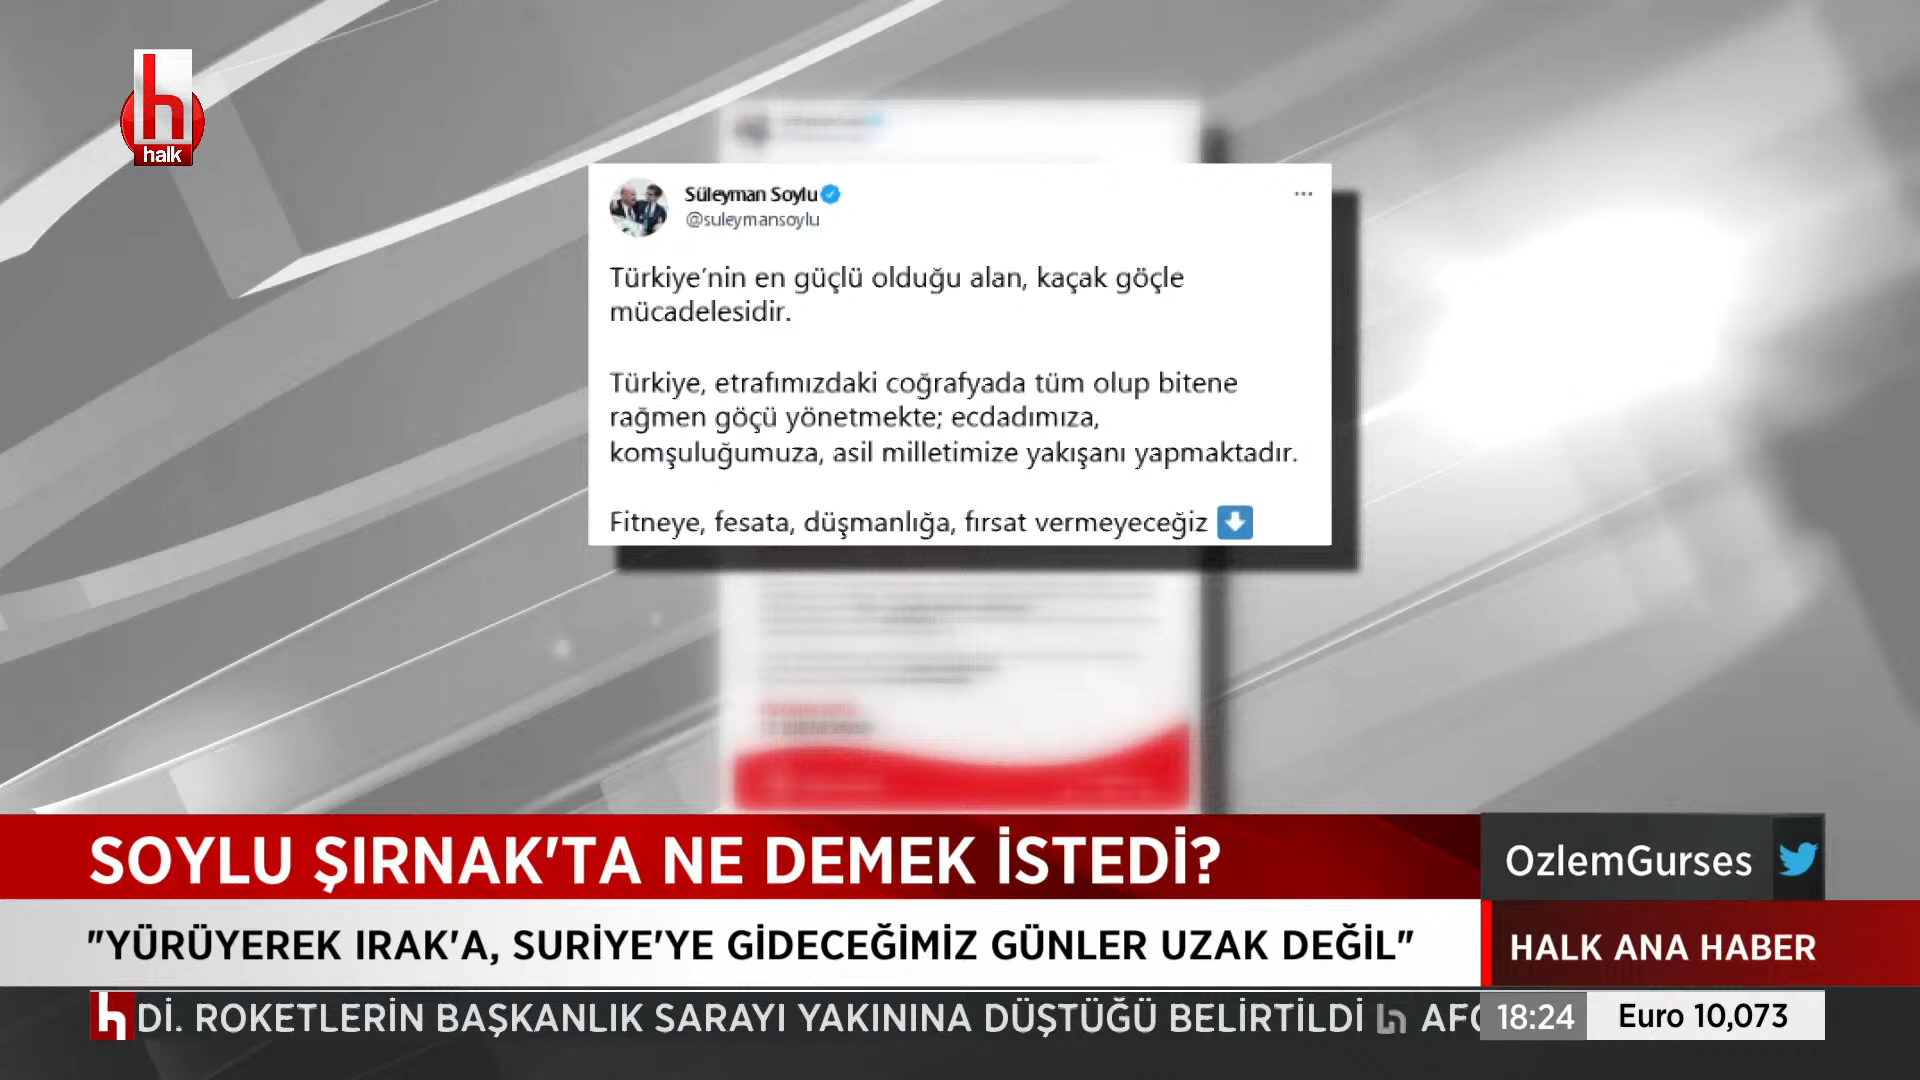 h
halk
Süleyman Soylu
@suleymansoylu
Türkiye'nin en güçlü olduğu alan, kaçak göçle
mücadelesidir.
Türkiye, etrafımızdaki coğrafyada tüm olup bitene
rağmen göçü yönetmekte; ecdadımıza,
komşuluğumuza, asil milletimize yakışanı yapmaktadır.
Fitneye, fesata, düşmanlığa, fırsat vermeyeceğiz
SOYLU ŞIRNAK'TA NE DEMEK İSTEDİ?
OzlemGurses
"YÜRÜYEREK IRAK'A, SURİYE'YE GİDECEĞİMİZ GÜNLER UZAK DEĞİL"
HALK ANA HABER
h Dİ. ROKETLERİN BAŞKANLIK SARAYI YAKININA DÜŞTÜĞÜ BELİRTİLDİ h
18:24
Euro 10,073